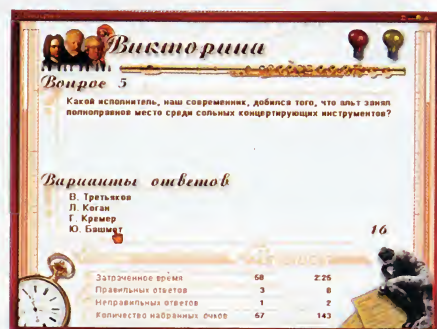 Викторина
Вопрос 5
Какой исполнитель, наш современник, добился того, что альт занял
полноправное место среди сольных концертирующих инструментов?
Варианты ответов
В. Третьяков
Л. Коган
Г. Кремер
Ю. Башмет
16
Затраченное время 58 2:25
Правильных ответов 3 8
Неправильных ответов 1 2
Количество набранных очков 67 143